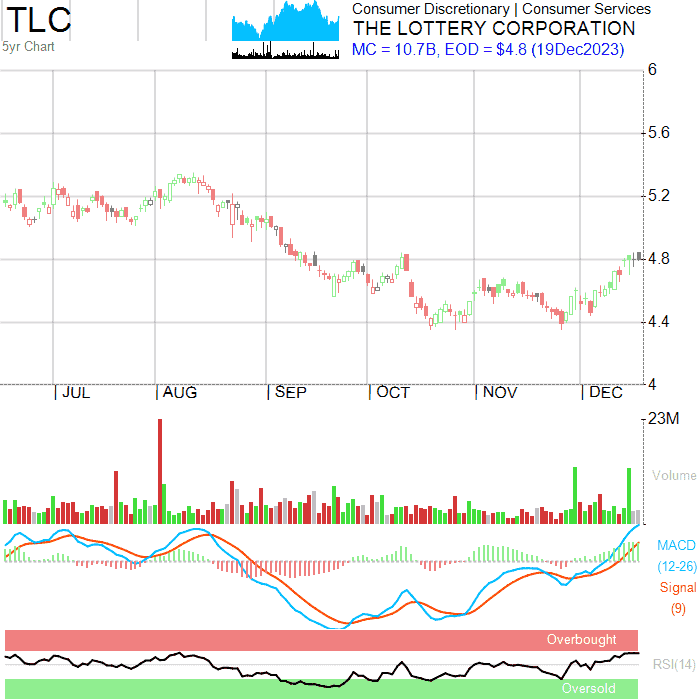 TLC
5yr Chart
Consumer Discretionary | Consumer Services
THE LOTTERY CORPORATION
MC = 10.7B, EOD = $4.8 (19Dec2023)
6
5.6
5.2
4.8
4.4
4
JUL AUG SEP OCT NOV DEC
23M
Volume
MACD
(12-26)
Signal
(9)
Overbought
RSI(14)
Oversold